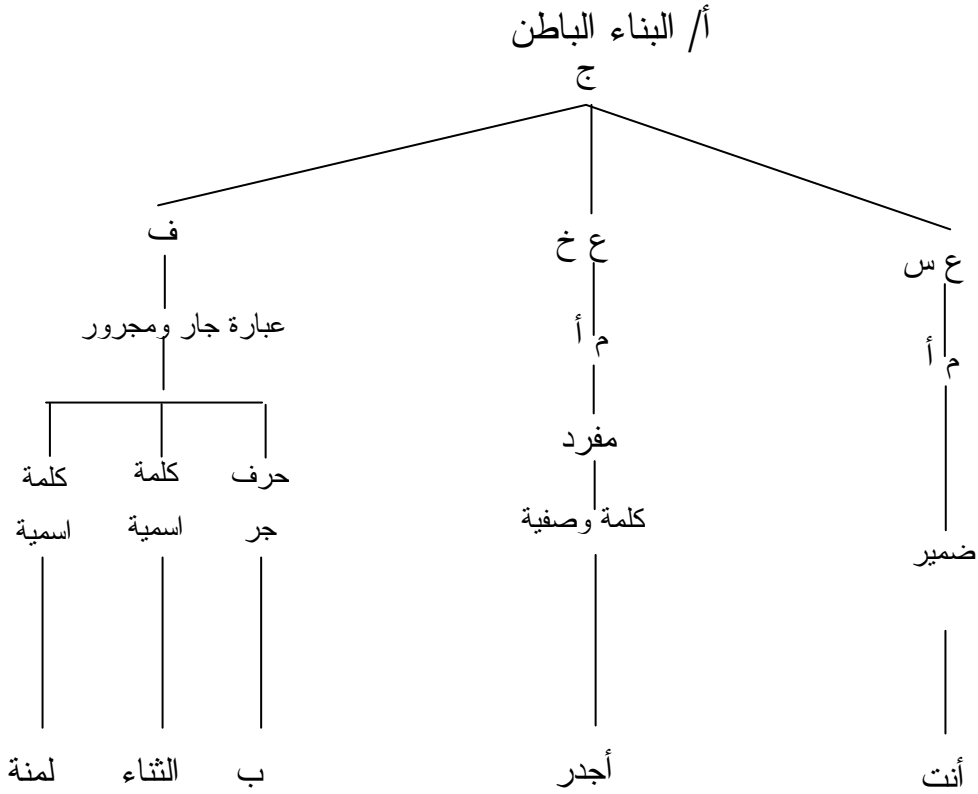 أ/ البناء الباطن
ج
ع س
ع خ
ف
م أ
م أ
عبارة جار ومجرور
مفرد
حرف
كلمة
كلمة
جر
اسمية
اسمية
كلمة وصفية
ضمير
أنت
أجدر
ب
الثناء
لمنة